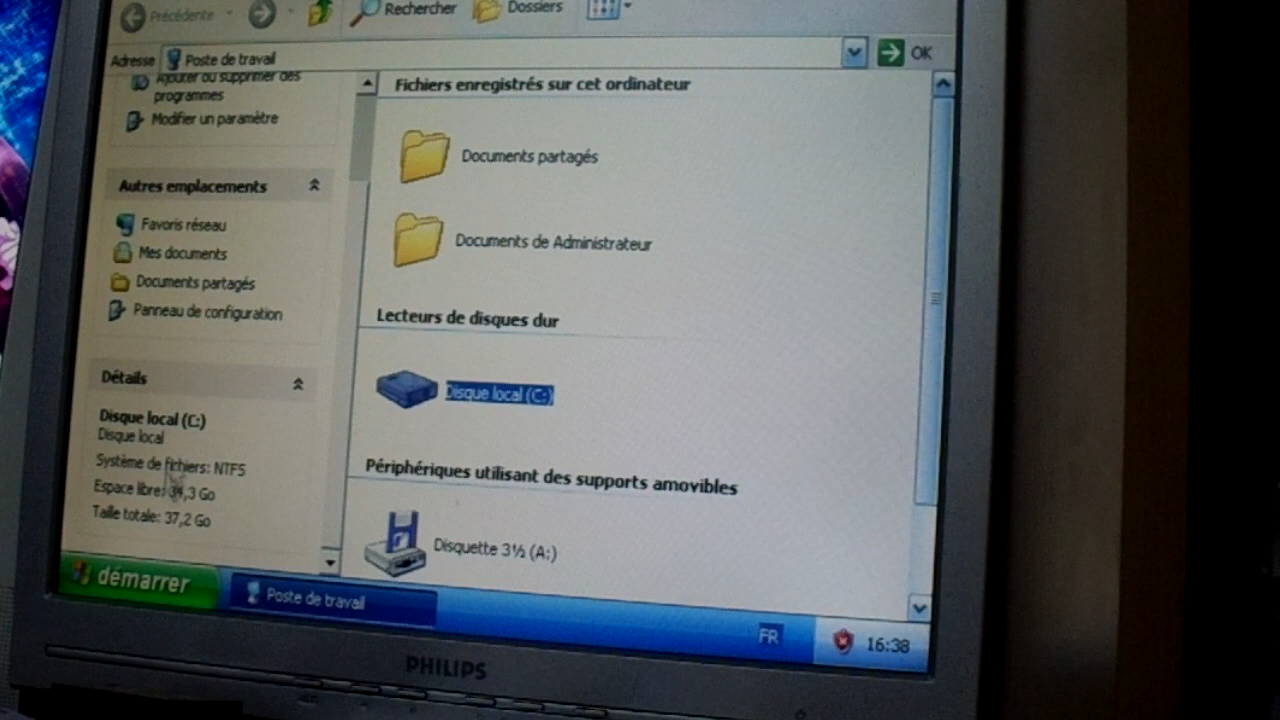 Précédente
Rechercher
Dossiers
Adresse
Poste de travail
OK
Ajouter ou supprimer des
programmes
Modifier un paramètre
Autres emplacements
Favoris réseau
Mes documents
Documents partagés
Panneau de configuration
Détails
Disque local (C:)
Disque local
Système de fichiers: NTFS
Espace libre: 34,3 Go
Taille totale: 37,2 Go
Fichiers enregistrés sur cet ordinateur
Documents partagés
Documents de Administrateur
Lecteurs de disques dur
Disque local (C:)
Périphériques utilisant des supports amovibles
Disquette 3½ (A:)
démarrer
Poste de travail
FR
16:38
PHILIPS